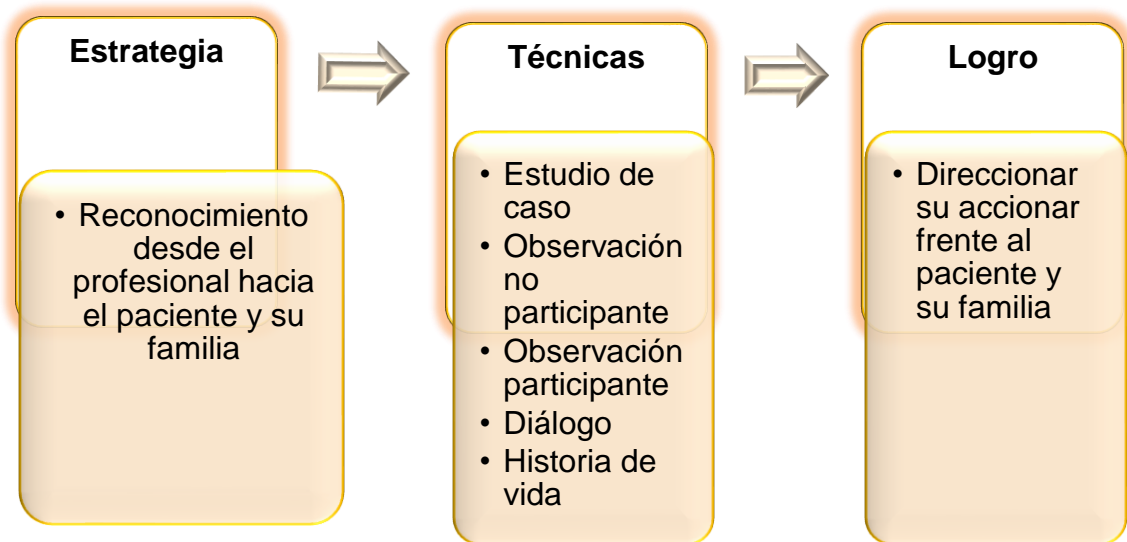 Estrategia
• Reconocimiento
desde el
profesional hacia
el paciente y su
familia
Técnicas
• Estudio de
caso
• Observación
no
participante
• Observación
participante
• Diálogo
• Historia de
vida
Logro
• Direccionar
su accionar
frente al
paciente y
su familia